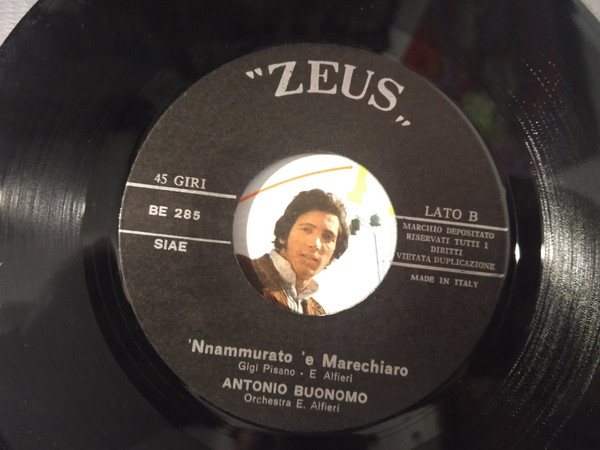 "ZEUS"
45 GIRI
BE 285
SIAE
LATO B
MARCHIO DEPOSITATO
RISERVATI TUTTI I
DIRITTI
VIETATA DUPLICAZIONE
MADE IN ITALY
'Nnammurato 'e Marechiaro
Gigi Pisano - E Alfieri
ANTONIO BUONOMO
Orchestra E. Alfieri